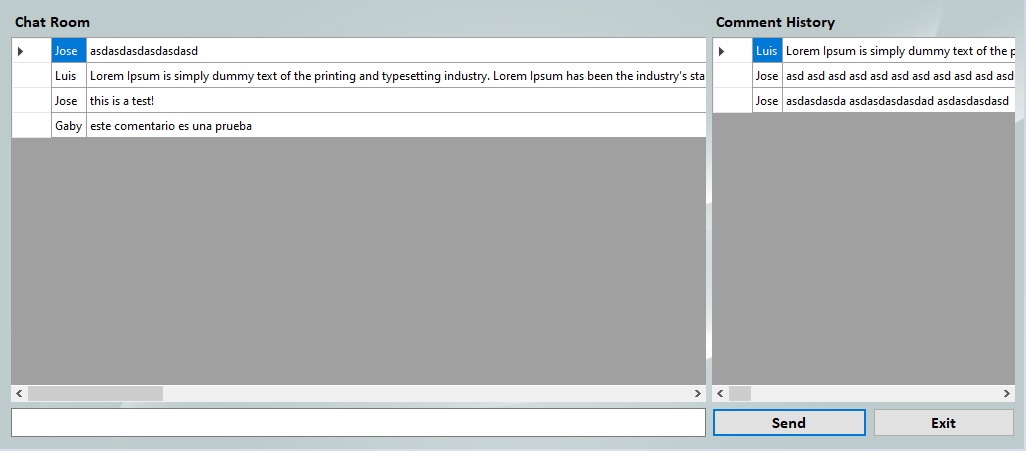 Chat Room
Jose asdasdasdasdasdasd
Luis Lorem Ipsum is simply dummy text of the printing and typesetting industry. Lorem Ipsum has been the industry's sta
Jose this is a test!
Gaby este comentario es una prueba
Comment History
Luis Lorem Ipsum is simply dummy text of the p
Jose asd asd asd asd asd asd asd asd asd asd asd
Jose asdasdasda asdasdasdasdad asdasdasdasd
Send
Exit